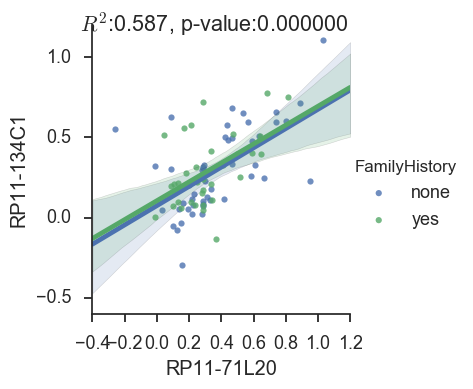 R²:0.587, p-value:0.000000
1.0
0.5
0.0
−0.5
RP11-134C1
−0.4 −0.2 0.0 0.2 0.4 0.6 0.8 1.0 1.2
RP11-71L20
FamilyHistory
none
yes